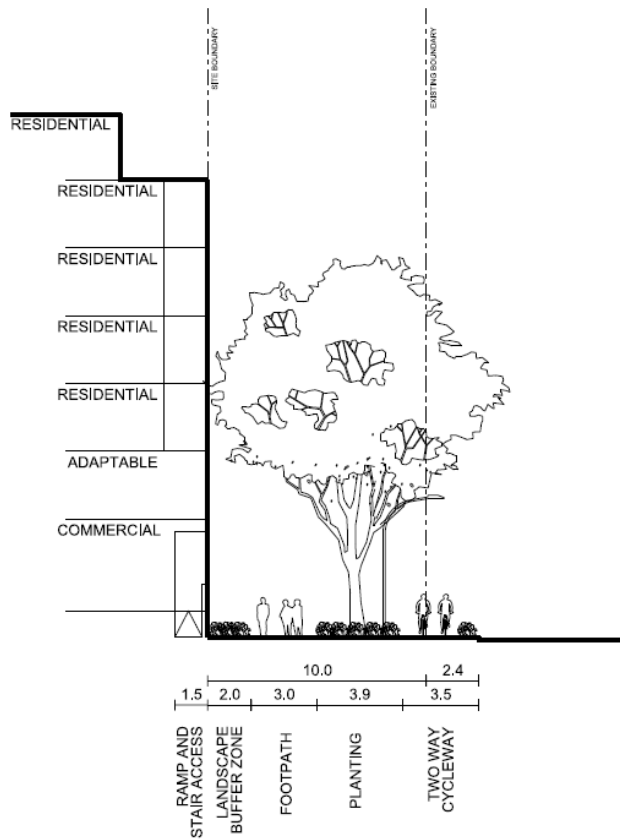 SITE BOUNDARY
EXISTING BOUNDARY
RESIDENTIAL
RESIDENTIAL
RESIDENTIAL
RESIDENTIAL
RESIDENTIAL
ADAPTABLE
COMMERCIAL
10.0
2.4
1.5
2.0
3.0
3.9
3.5
RAMP AND
STAIR ACCESS
LANDSCAPE
BUFFER ZONE
FOOTPATH
PLANTING
TWO WAY
CYCLEWAY